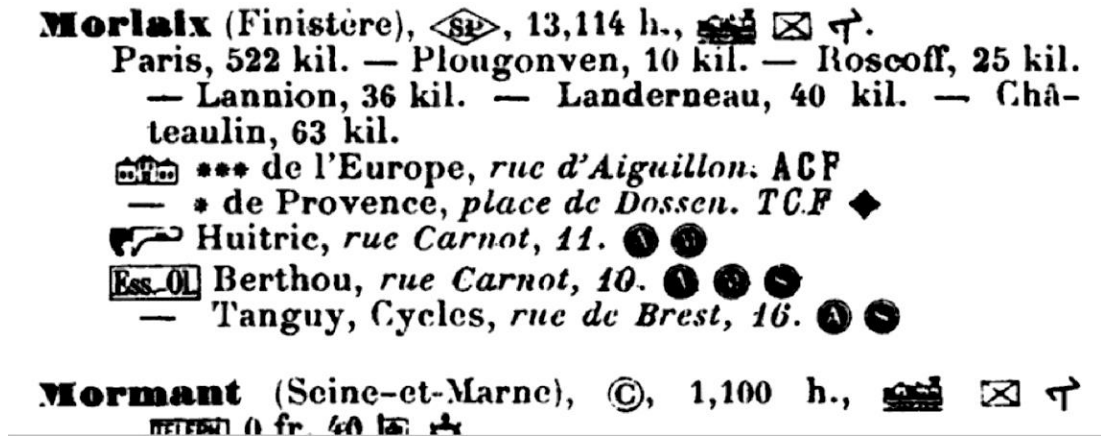 Morlaix (Finistère), SP, 13,114 h.,
Paris, 522 kil. — Plougonven, 10 kil. — Roscoff, 25 kil.
— Lannion, 36 kil. — Landerneau, 40 kil. — Châ-
teaulin, 63 kil.
*** de l'Europe, rue d'Aiguillon. ACF
— * de Provence, place de Dossen. TCF
Huitric, rue Carnot, 11. A
Ess-OL Berthou, rue Carnot, 10.
— Tanguy, Cycles, rue de Brest, 16. A S
Mormant (Seine-et-Marne), ©, 1,100 h.,
0 fr. 40